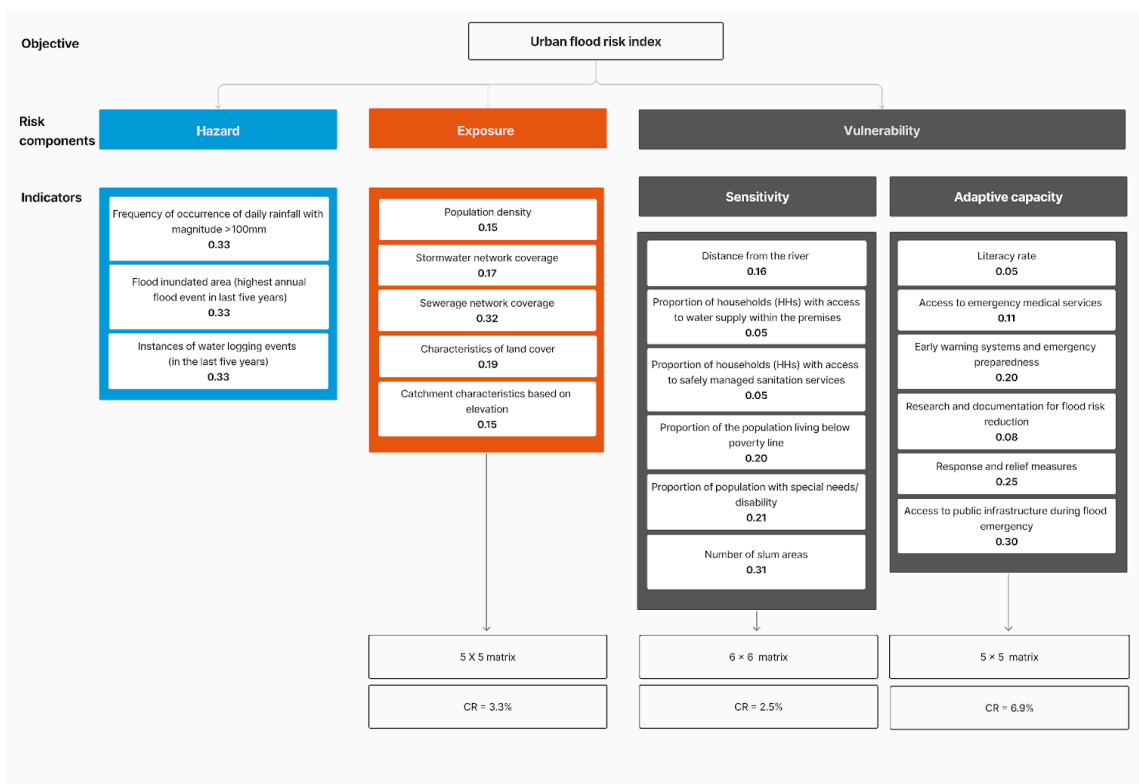 Objective
Urban flood risk index
Risk
components
Hazard
Exposure
Vulnerability
Indicators
Frequency of occurrence of daily rainfall with
magnitude >100mm
0.33
Flood inundated area (highest annual
flood event in last five years)
0.33
Instances of water logging events
(in the last five years)
0.33
Population density
0.15
Stormwater network coverage
0.17
Sewerage network coverage
0.32
Characteristics of land cover
0.19
Catchment characteristics based on
elevation
0.15
Sensitivity
Distance from the river
0.16
Proportion of households (HHs) with access
to water supply within the premises
0.05
Proportion of households (HHs) with access
to safely managed sanitation services
0.05
Proportion of the population living below
poverty line
0.20
Proportion of population with special needs/
disability
0.21
Number of slum areas
0.31
Adaptive capacity
Literacy rate
0.05
Access to emergency medical services
0.11
Early warning systems and emergency
preparedness
0.20
Research and documentation for flood risk
reduction
0.08
Response and relief measures
0.25
Access to public infrastructure during flood
emergency
0.30
5 X 5 matrix
6 × 6 matrix
5 × 5 matrix
CR = 3.3%
CR = 2.5%
CR = 6.9%